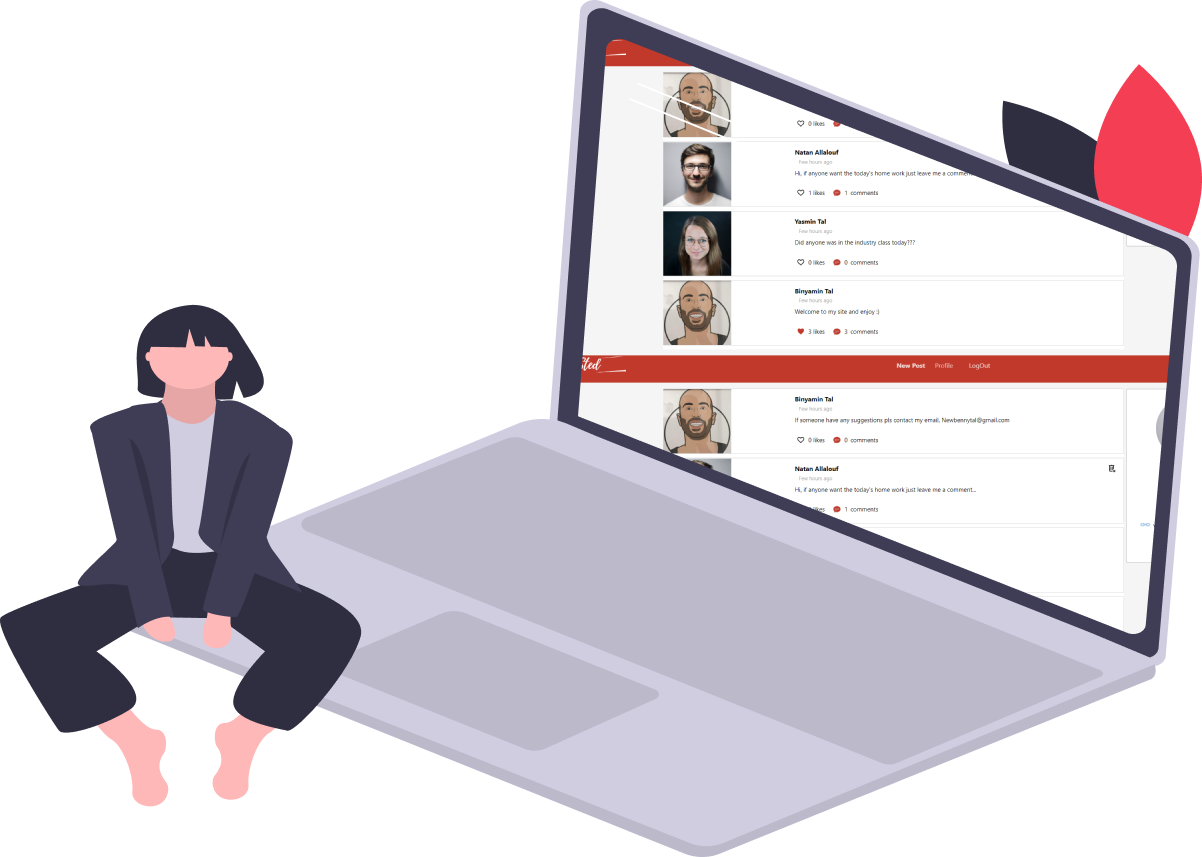 0 likes
Natan Allalouf
Few hours ago
Hi, if anyone want the today's home work just leave me a comment
1 likes 1 comments
Yasmin Tal
Few hours ago
Did anyone was in the industry class today???
0 likes 0 comments
Binyamin Tal
Few hours ago
Welcome to my site and enjoy :)
3 likes 3 comments
New Post Profile LogOut
Binyamin Tal
Few hours ago
if someone have any suggestions pls contact my email, Newbennytal@gmail.com
0 likes 0 comments
Natan Allalouf
Few hours ago
Hi, if anyone want the today's home work just leave me a comment...
likes 1 comments